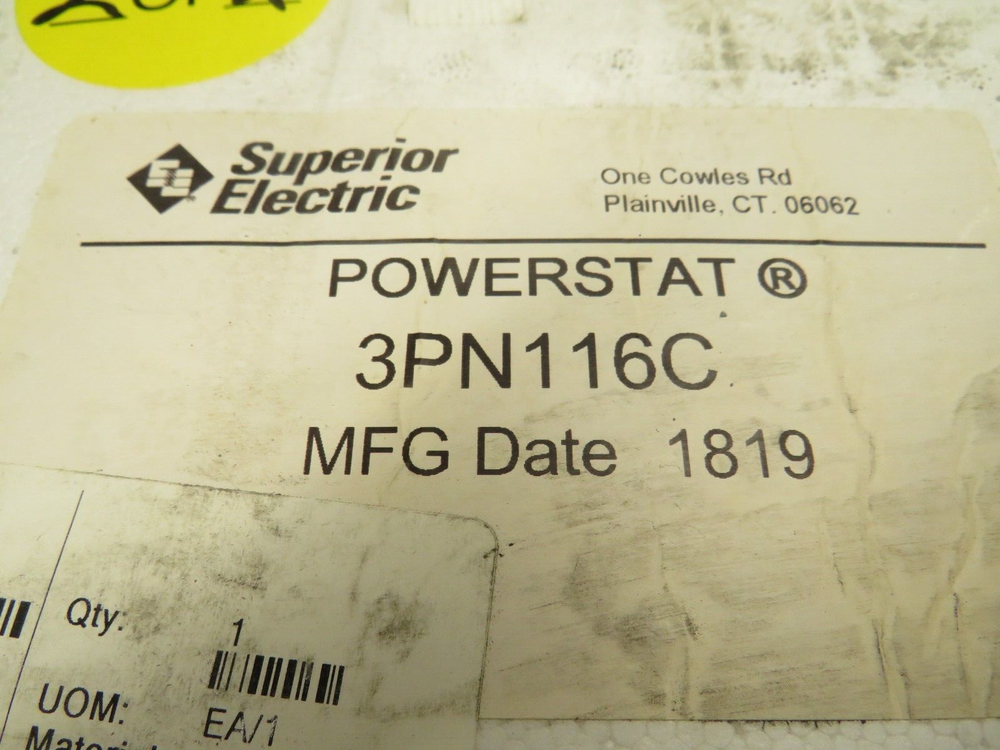 Superior
Electric
One Cowles Rd
Plainville, CT. 06062
POWERSTAT ®
3PN116C
MFG Date 1819
Qty:
1
UOM:
EA/1